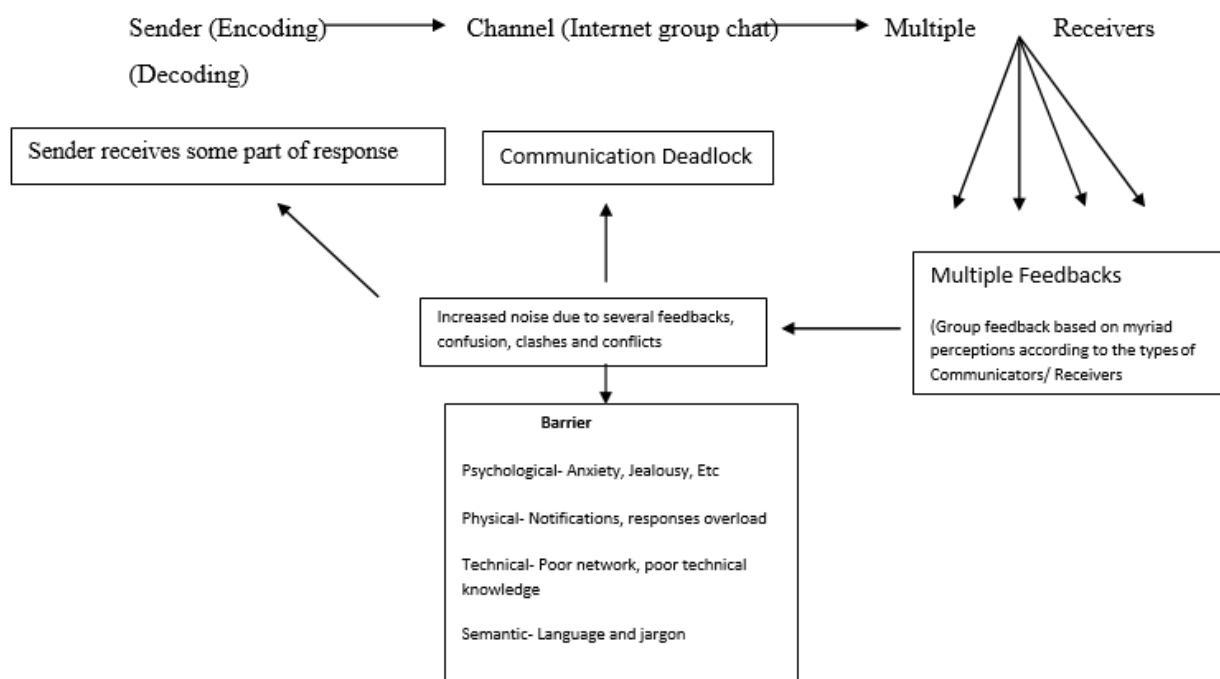 Sender (Encoding) Channel (Internet group chat) Multiple Receivers
(Decoding)
Sender receives some part of response
Communication Deadlock
Multiple Feedbacks
(Group feedback based on myriad
perceptions according to the types of
Communicators/ Receivers
Increased noise due to several feedbacks,
confusion, clashes and conflicts
Barrier
Psychological- Anxiety, Jealousy, Etc
Physical- Notifications, responses overload
Technical- Poor network, poor technical
knowledge
Semantic- Language and jargon